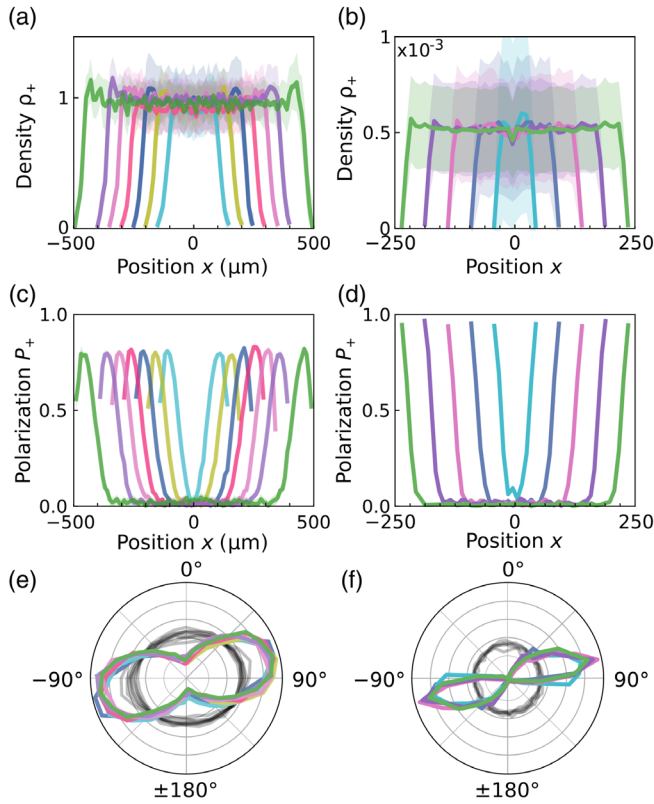 (a)
Density ρ+
1
0
−500
0
500
Position x (μm)
(b)
x10-3
Density ρ+
1
0.5
0
−250
0
250
Position x
(c)
Polarization P+
1.0
0.5
0.0
−500
0
500
Position x (μm)
(d)
Polarization P+
1.0
0.5
0.0
−250
0
250
Position x
(e)
0°
−90°
90°
±180°
(f)
0°
−90°
90°
±180°